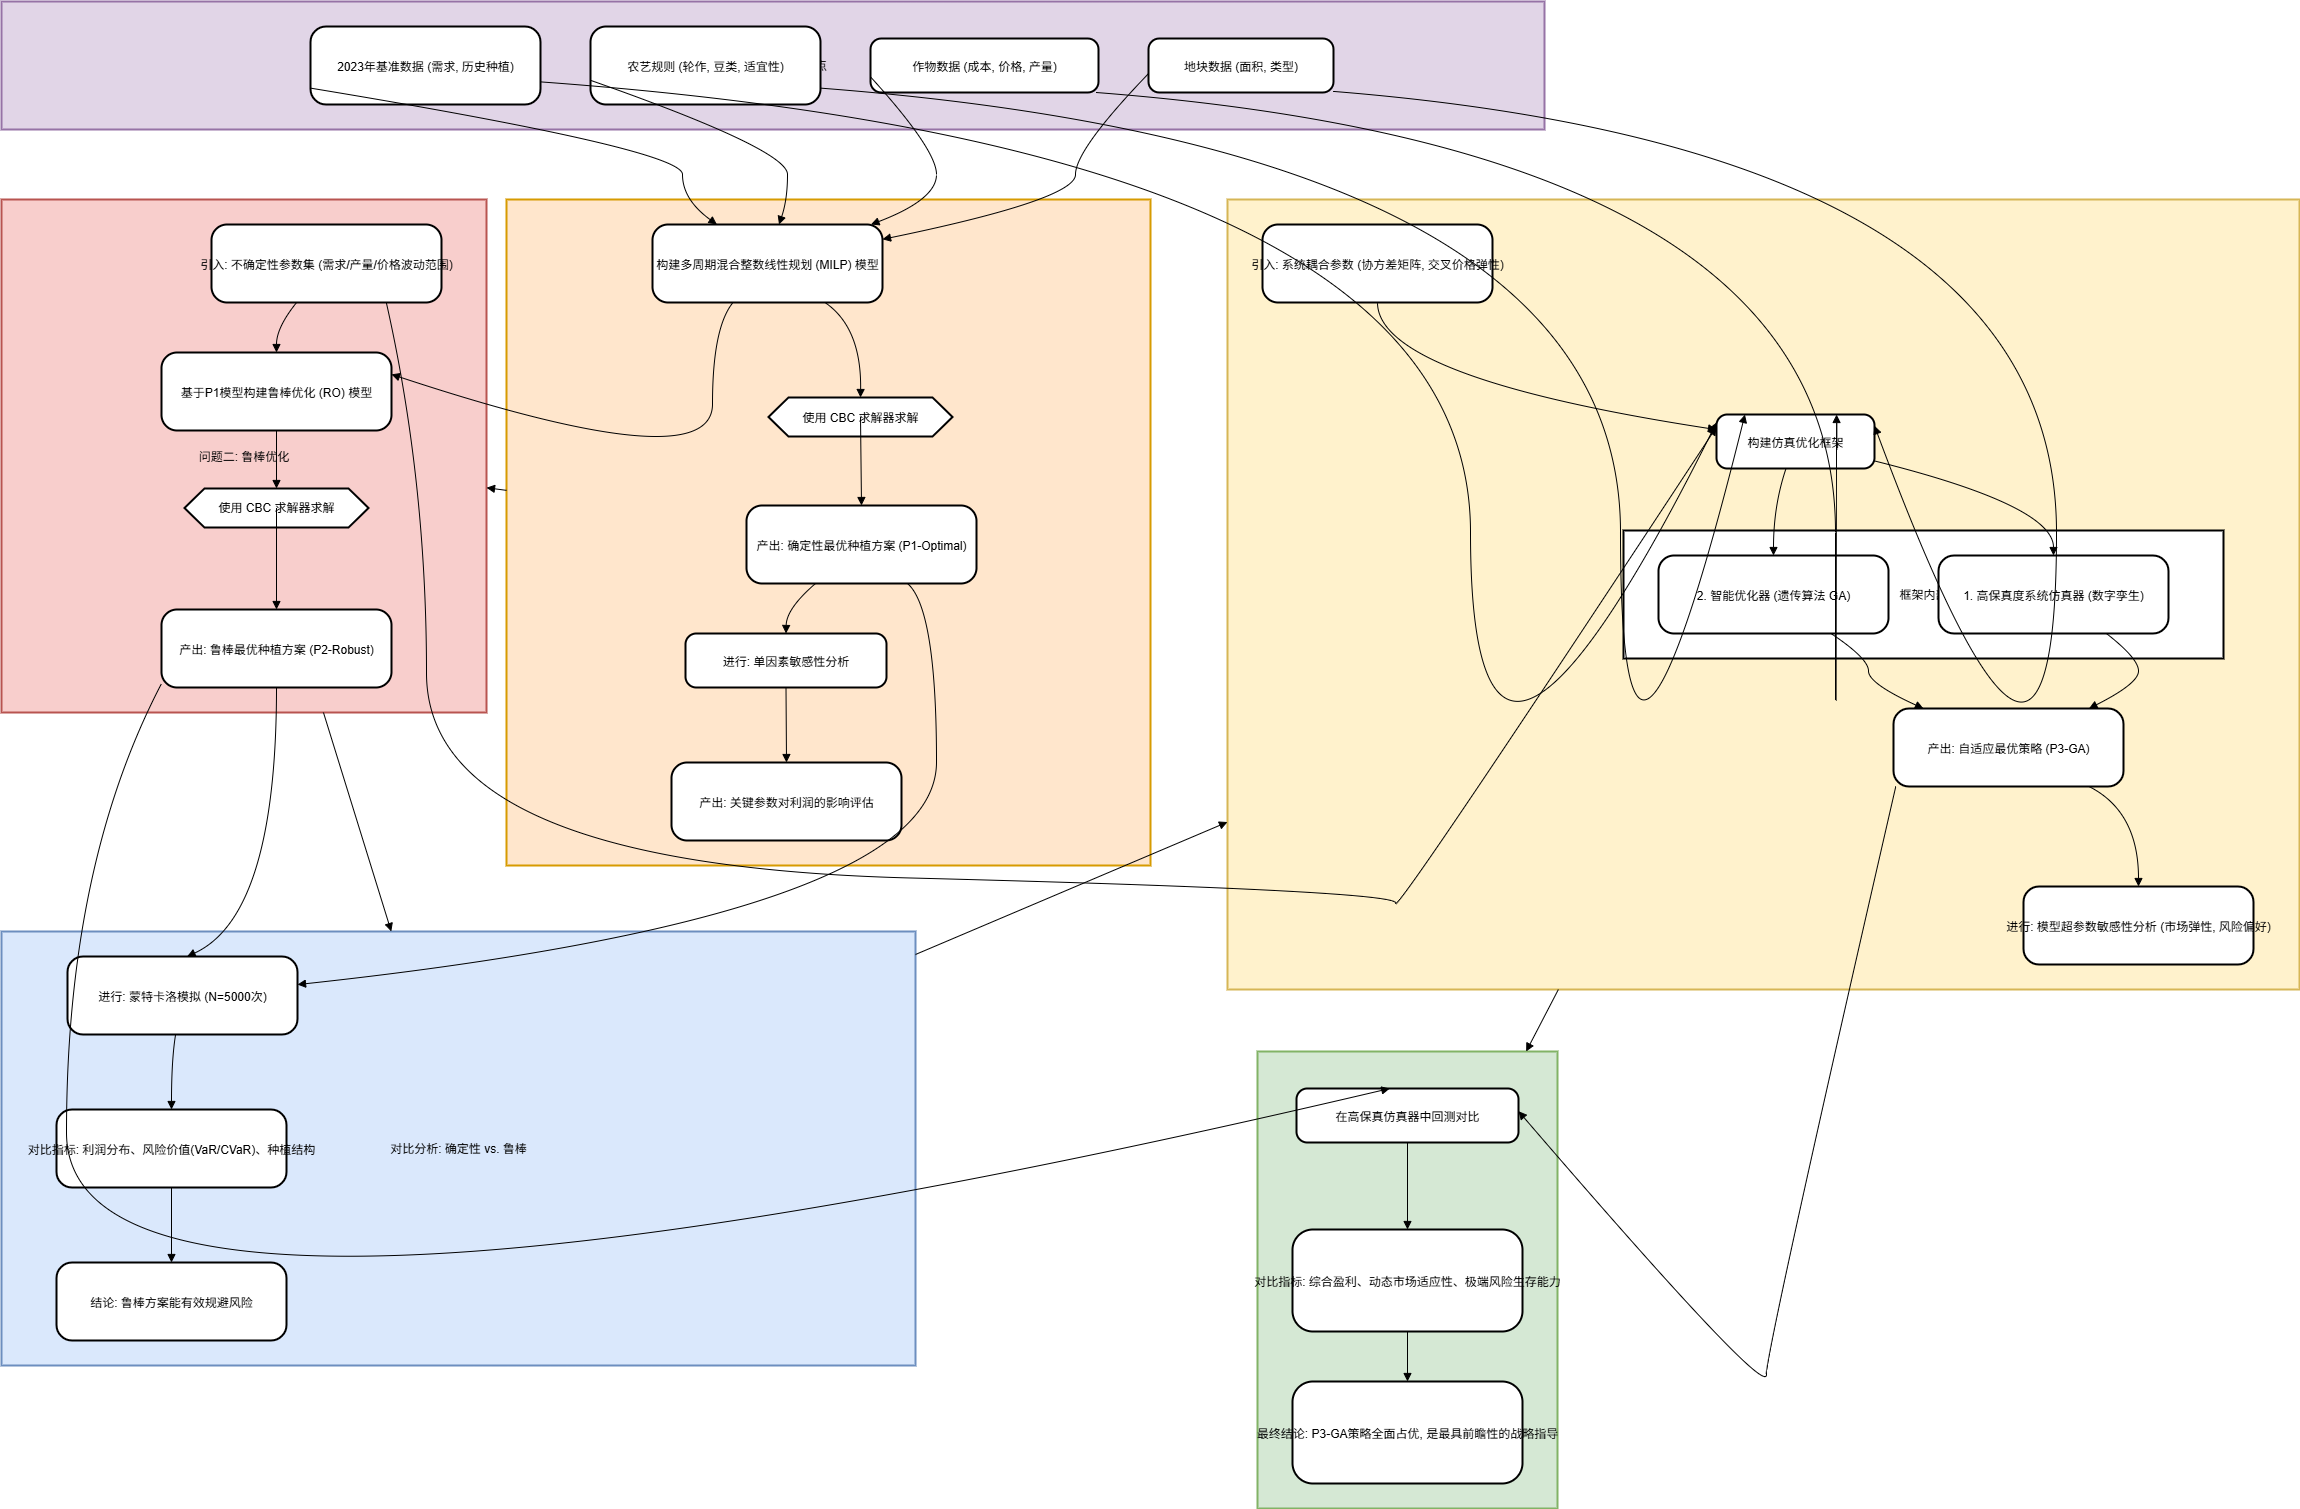 2023年基准数据 (需求, 历史种植)
农艺规则 (轮作, 豆类, 适宜性)
点
作物数据 (成本, 价格, 产量)
地块数据 (面积, 类型)
引入: 不确定性参数集 (需求/产量/价格波动范围)
基于P1模型构建鲁棒优化 (RO) 模型
问题二: 鲁棒优化
使用 CBC 求解器求解
产出: 鲁棒最优种植方案 (P2-Robust)
构建多周期混合整数线性规划 (MILP) 模型
使用 CBC 求解器求解
产出: 确定性最优种植方案 (P1-Optimal)
进行: 单因素敏感性分析
产出: 关键参数对利润的影响评估
引入: 系统耦合参数 (协方差矩阵, 交叉价格弹性)
构建仿真优化框架
2. 智能优化器 (遗传算法 GA)
框架内
1. 高保真度系统仿真器 (数字孪生)
产出: 自适应最优策略 (P3-GA)
进行: 模型超参数敏感性分析 (市场弹性, 风险偏好)
进行: 蒙特卡洛模拟 (N=5000次)
对比指标: 利润分布、风险价值(VaR/CVaR)、种植结构
对比分析: 确定性 vs. 鲁棒
结论: 鲁棒方案能有效规避风险
在高保真仿真器中回测对比
对比指标: 综合盈利、动态市场适应性、极端风险生存能力
最终结论: P3-GA策略全面占优, 是最具前瞻性的战略指导